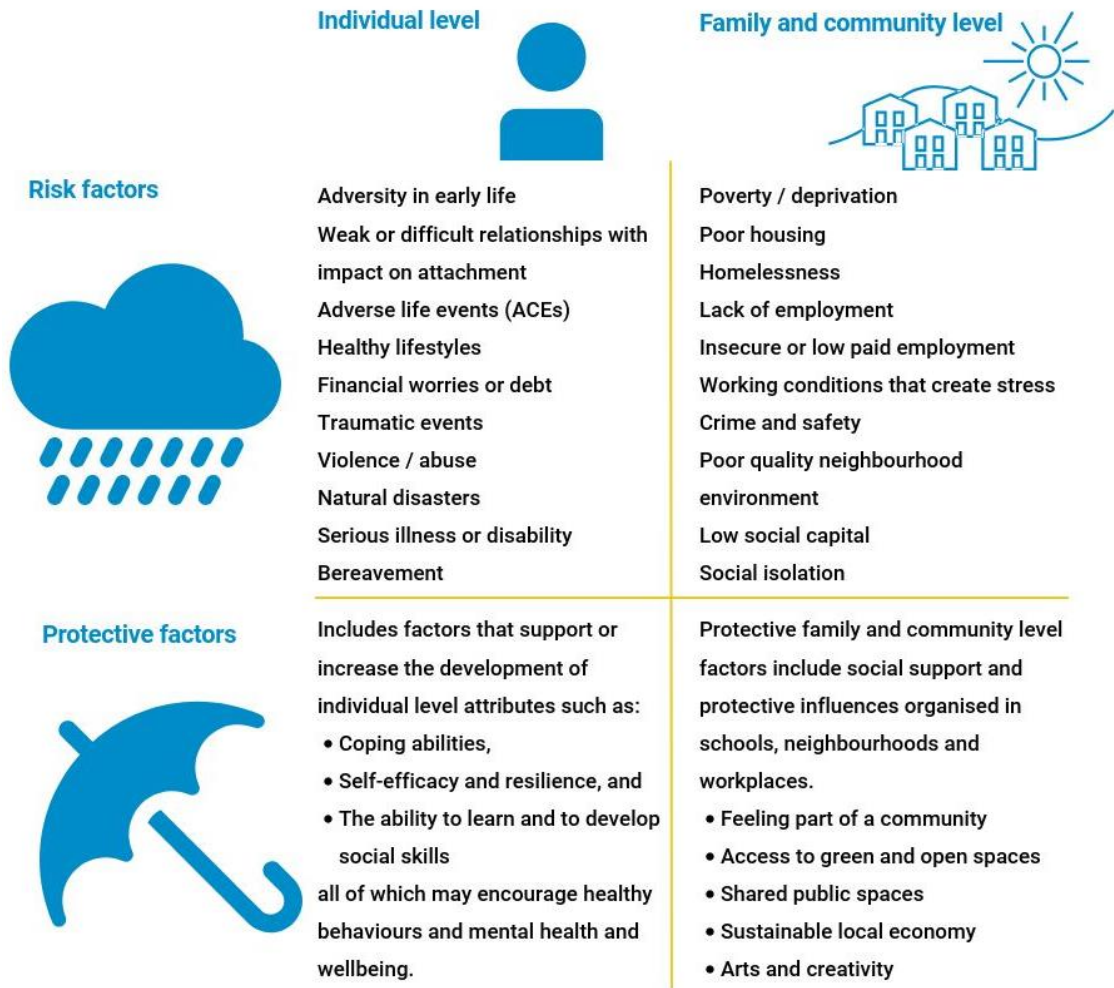 Individual level
Family and community level
Risk factors
Adversity in early life
Weak or difficult relationships with
impact on attachment
Adverse life events (ACEs)
Healthy lifestyles
Financial worries or debt
Traumatic events
Violence / abuse
Natural disasters
Serious illness or disability
Bereavement
Poverty / deprivation
Poor housing
Homelessness
Lack of employment
Insecure or low paid employment
Working conditions that create stress
Crime and safety
Poor quality neighbourhood
environment
Low social capital
Social isolation
Protective factors
Includes factors that support or
increase the development of
individual level attributes such as:
• Coping abilities,
• Self-efficacy and resilience, and
• The ability to learn and to develop
social skills
all of which may encourage healthy
behaviours and mental health and
wellbeing.
Protective family and community level
factors include social support and
protective influences organised in
schools, neighbourhoods and
workplaces.
• Feeling part of a community
• Access to green and open spaces
• Shared public spaces
• Sustainable local economy
• Arts and creativity